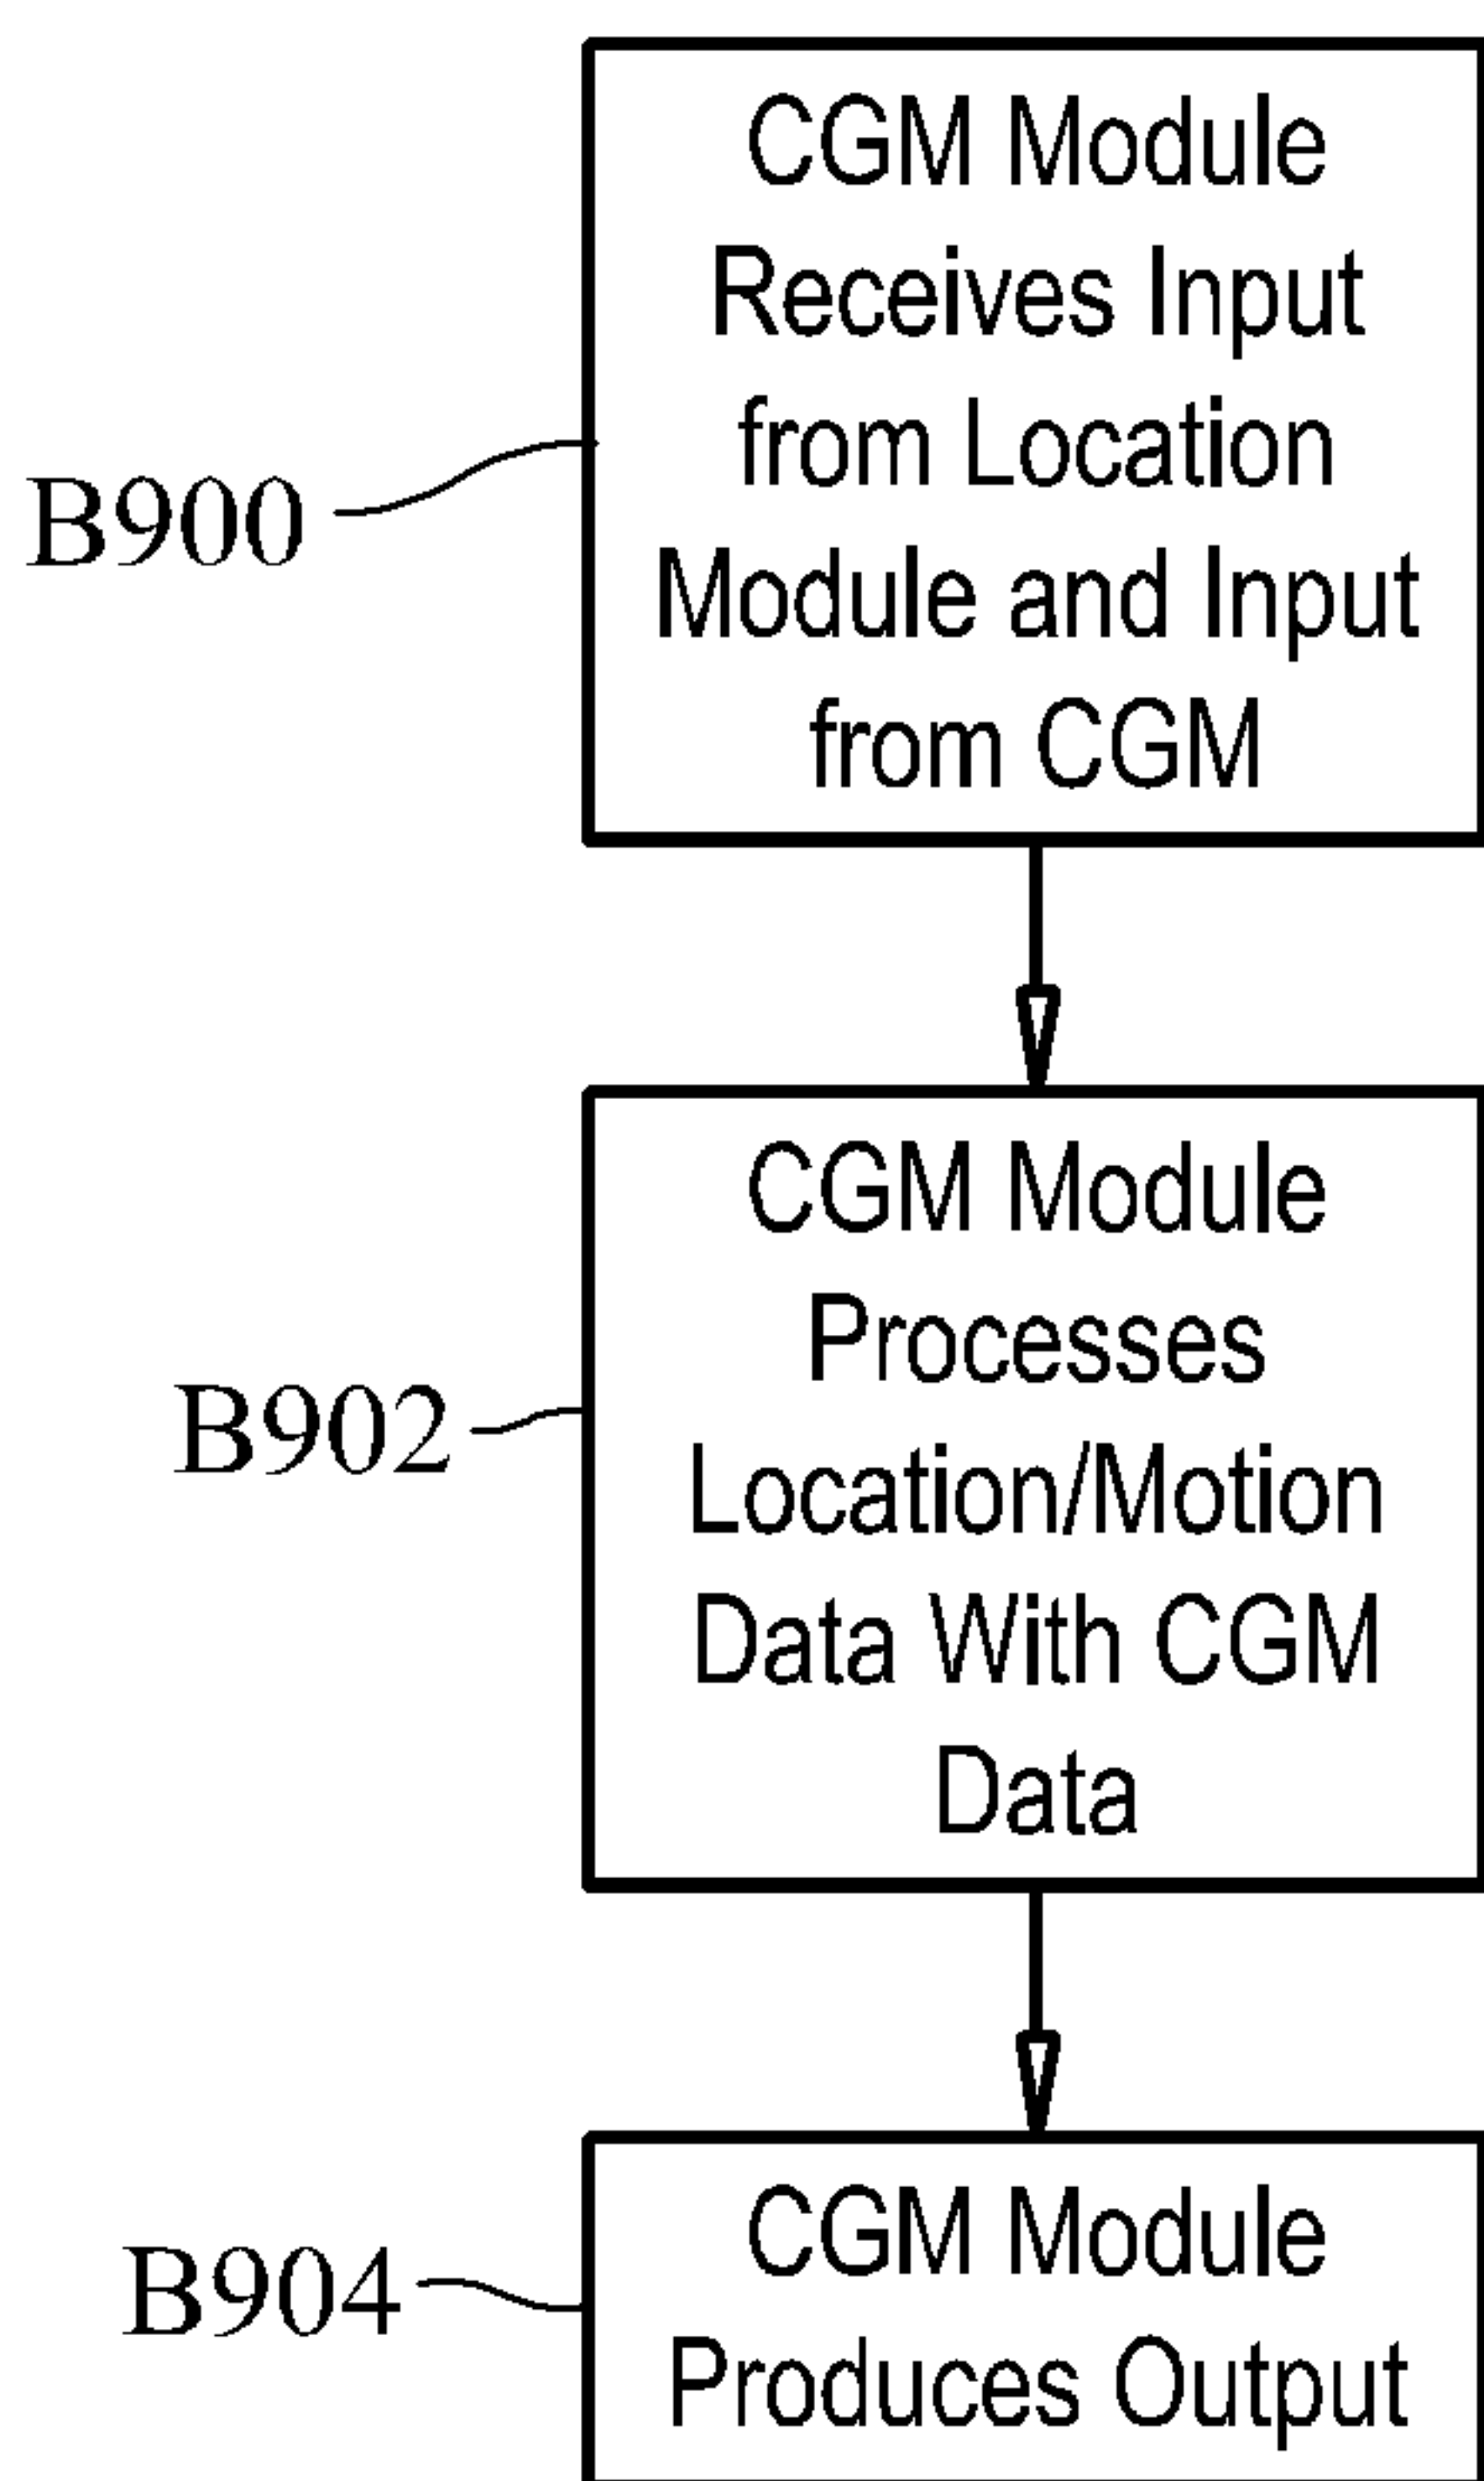 CGM Module
Receives Input
from Location
Module and Input
from CGM
B900
CGM Module
Processes
Location/Motion
Data With CGM
Data
B902
CGM Module
Produces Output
B904